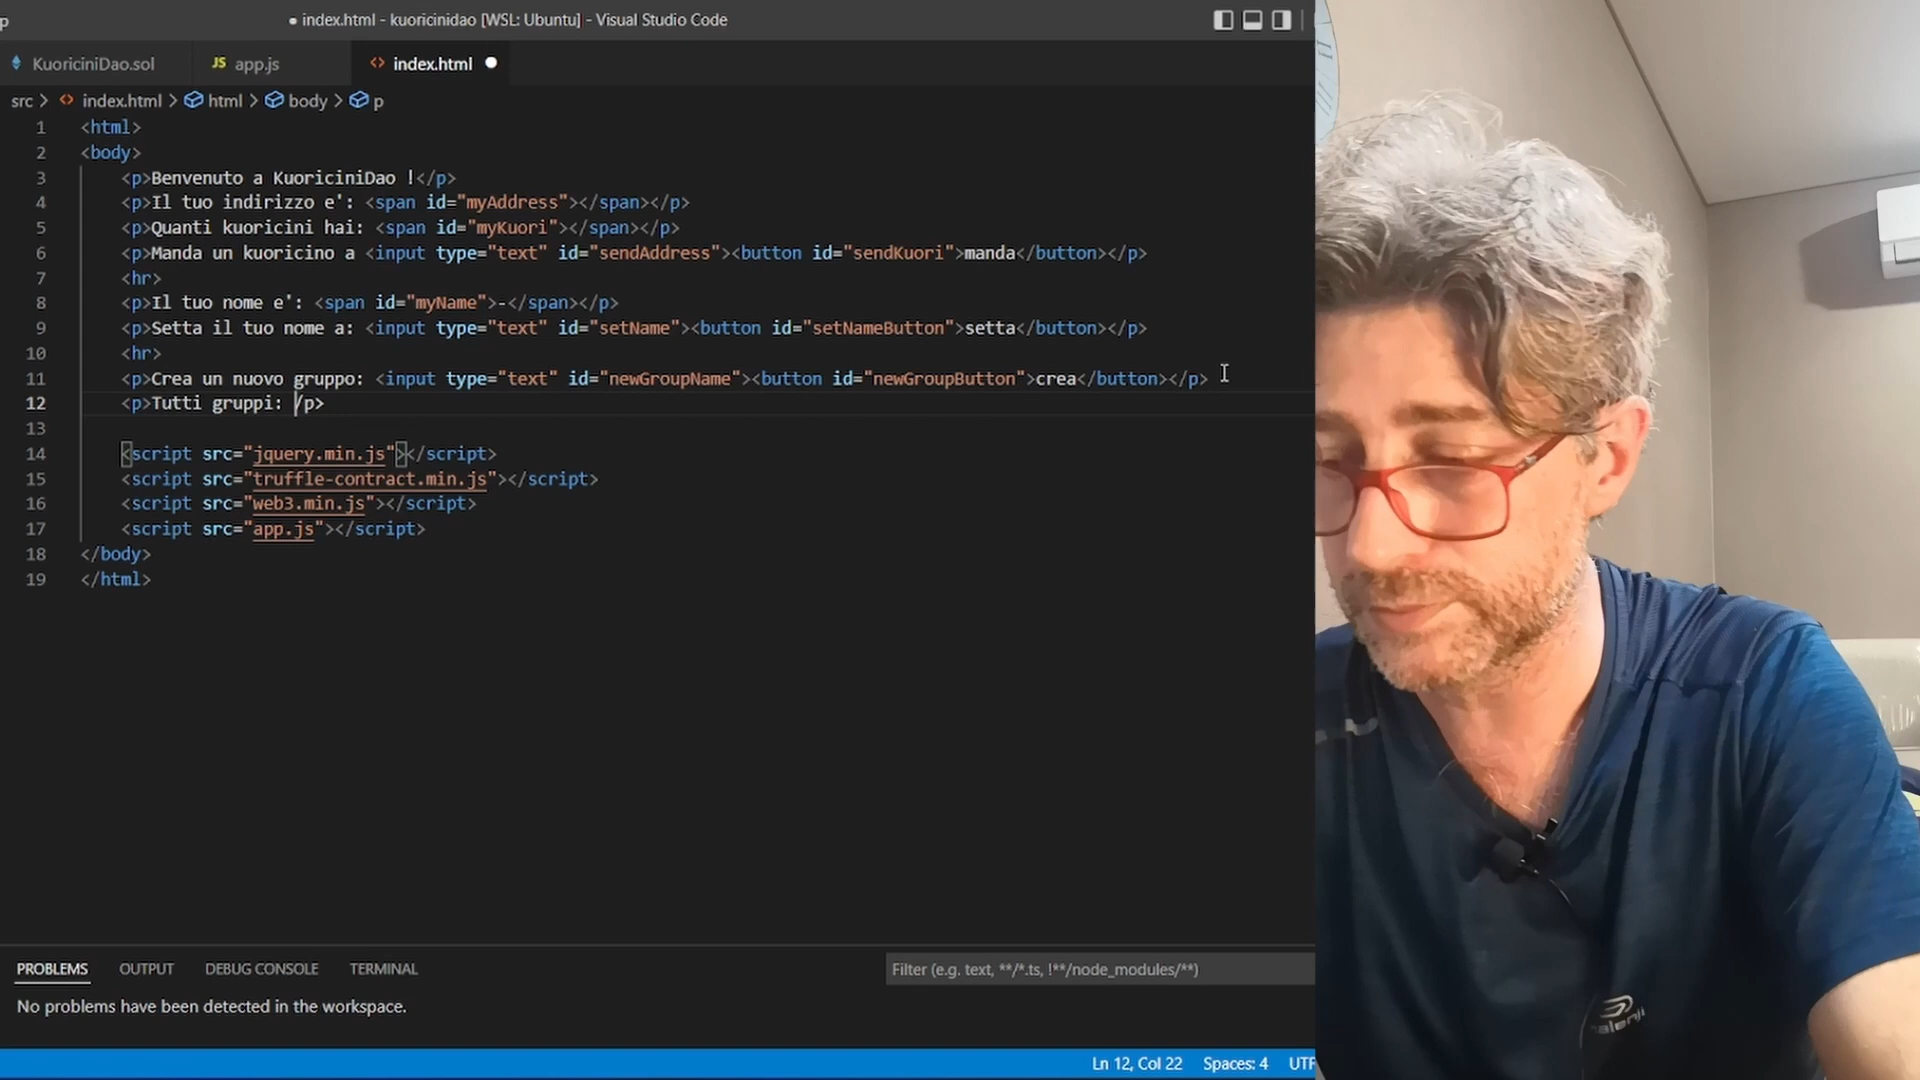 index.html - kuoricinidao [WSL: Ubuntu] - Visual Studio Code
KuoriciniDao.sol JS app.js <> index.html
src > <> index.html > html > body > p
1 <html>
2 <body>
3 <p>Benvenuto a KuoriciniDao !</p>
4 <p>Il tuo indirizzo e': <span id="myAddress"></span></p>
5 <p>Quanti kuoricini hai: <span id="myKuori"></span></p>
6 <p>Manda un kuoricino a <input type="text" id="sendAddress"><button id="sendKuori">manda</button></p>
7 <hr>
8 <p>Il tuo nome e': <span id="myName">-</span></p>
9 <p>Setta il tuo nome a: <input type="text" id="setName"><button id="setNameButton">setta</button></p>
10 <hr>
11 <p>Crea un nuovo gruppo: <input type="text" id="newGroupName"><button id="newGroupButton">crea</button></p>
12 <p>Tutti gruppi: /p>
13
14 <script src="jquery.min.js"></script>
15 <script src="truffle-contract.min.js"></script>
16 <script src="web3.min.js"></script>
17 <script src="app.js"></script>
18 </body>
19 </html>
PROBLEMS OUTPUT DEBUG CONSOLE TERMINAL Filter (e.g. text, **/*.ts, !**/node_modules/**)
No problems have been detected in the workspace.
Ln 12, Col 22 Spaces: 4 UTF